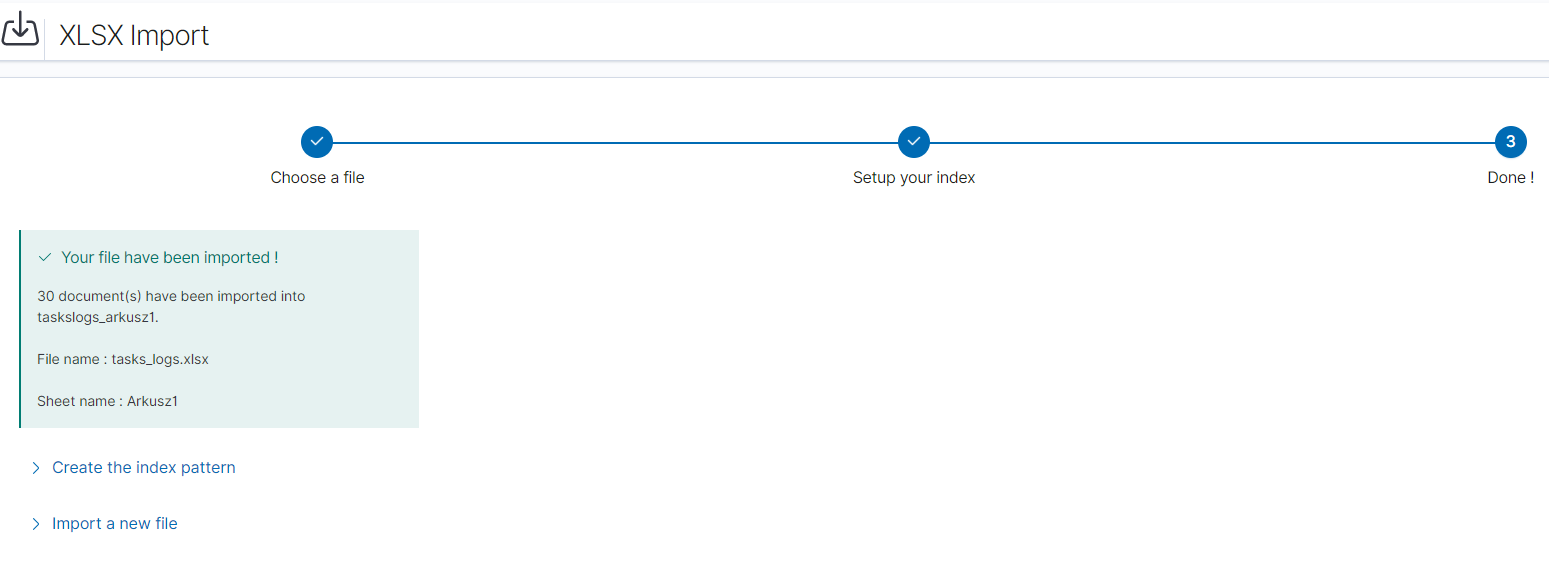 XLSX Import
3
Choose a file
Setup your index
Done !
Your file have been imported !
30 document(s) have been imported into
taskslogs_arkusz1.
File name : tasks_logs.xlsx
Sheet name : Arkusz1
Create the index pattern
Import a new file